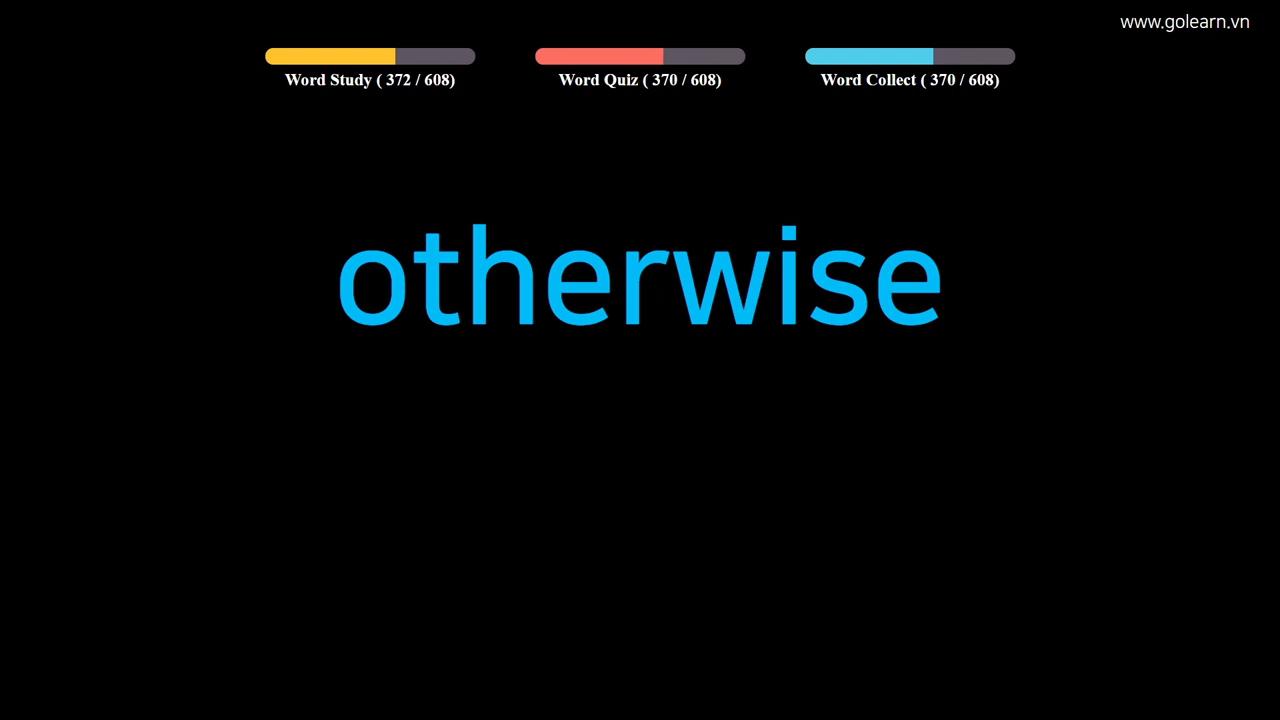 www.golearn.vn
Word Study ( 372 / 608)
Word Quiz ( 370 / 608)
Word Collect ( 370 / 608)
otherwise